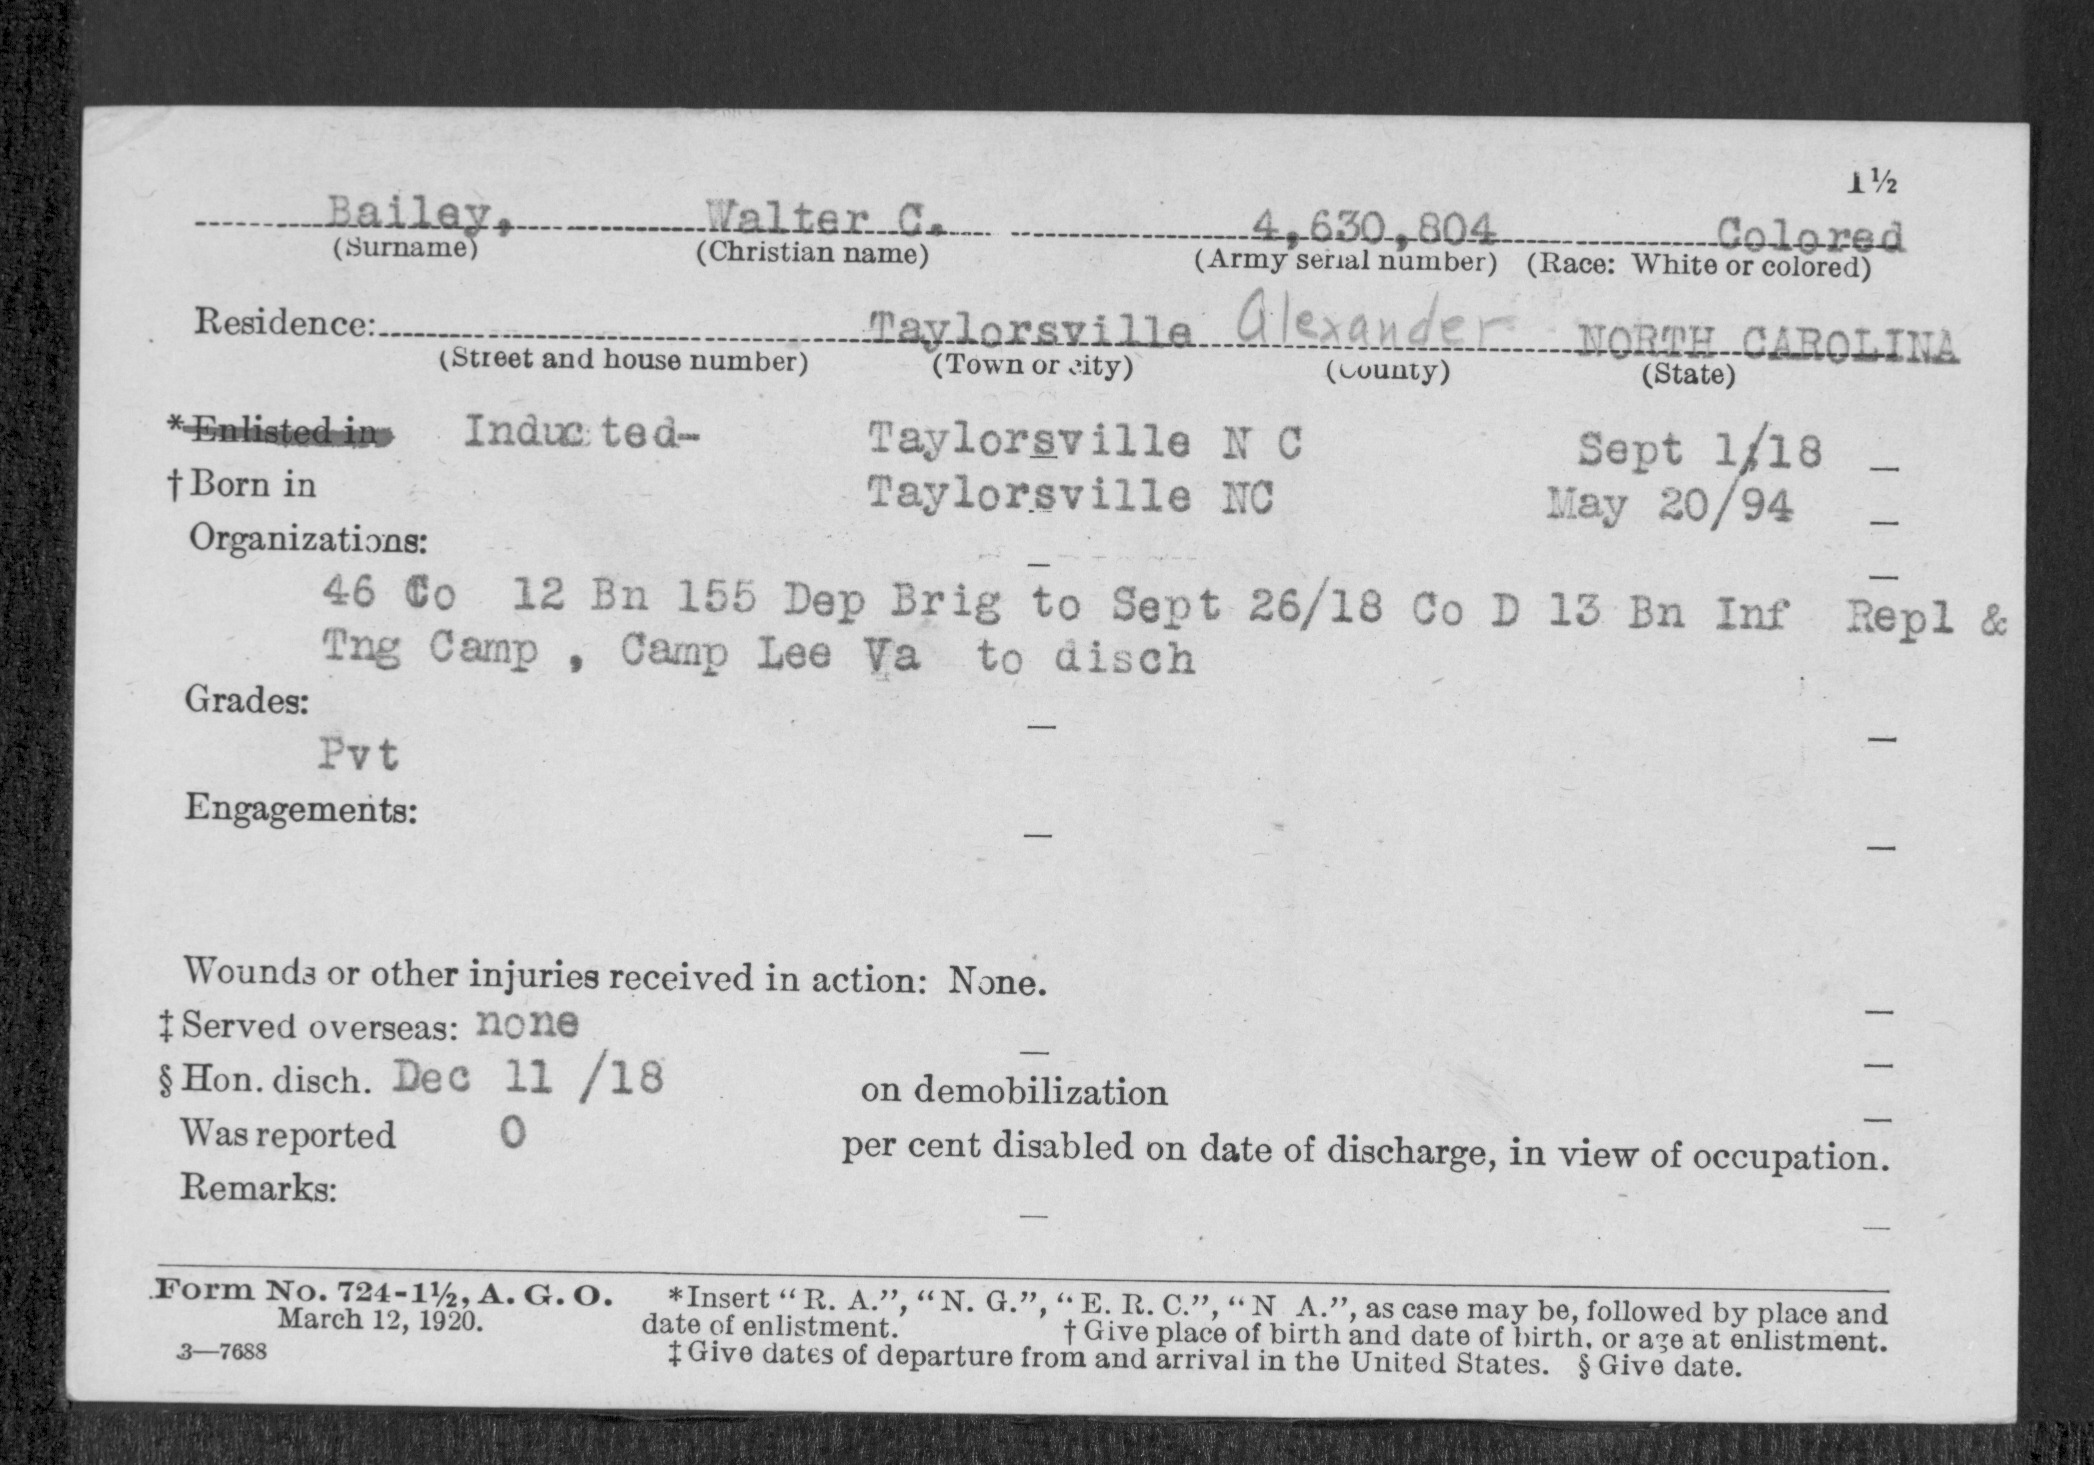 1½
Bailey, Walter C. 4,630,804 Colored
(Surname) (Christian name) (Army serial number) (Race: White or colored)
Residence: Taylorsville Alexander NORTH CAROLINA
(Street and house number) (Town or city) (County) (State)
*Enlisted in Inducted- Taylorsville N C Sept 1/18
†Born in Taylorsville NC May 20/94
Organizations:
46 Co 12 Bn 155 Dep Brig to Sept 26/18 Co D 13 Bn Inf Repl &
Tng Camp , Camp Lee Va to disch
Grades:
Pvt
Engagements:
Wounds or other injuries received in action: None.
‡Served overseas: none
§Hon. disch. Dec 11 /18 on demobilization
Was reported 0 per cent disabled on date of discharge, in view of occupation.
Remarks:
Form No. 724-1½, A. G. O. *Insert “R. A.”, “N. G.”, “E. R. C.”, “N A.”, as case may be, followed by place and
March 12, 1920. date of enlistment. †Give place of birth and date of birth, or age at enlistment.
3—7688 ‡Give dates of departure from and arrival in the United States. §Give date.